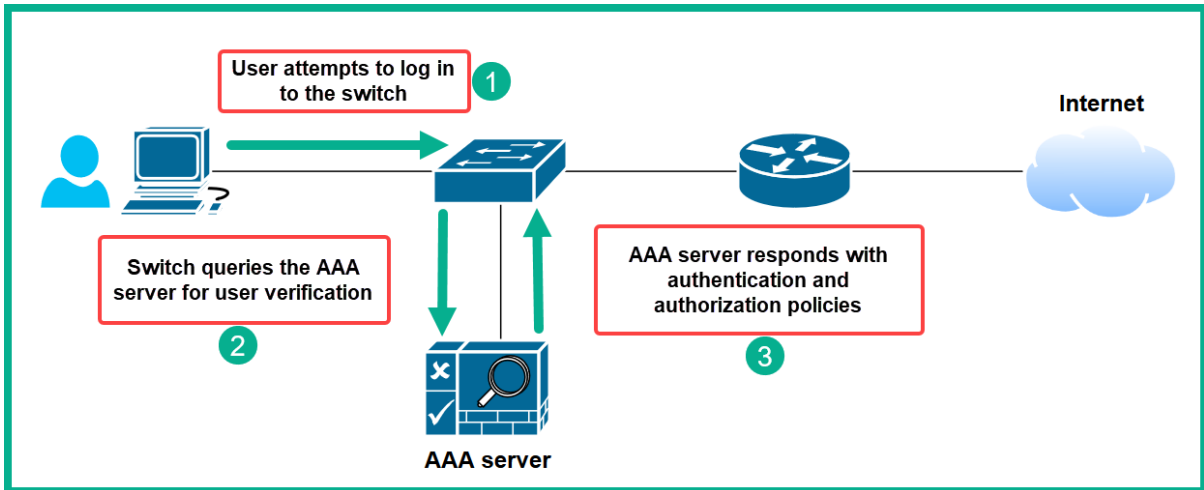 User attempts to log in
to the switch
1
Internet
Switch queries the AAA
server for user verification
2
AAA server responds with
authentication and
authorization policies
3
AAA server